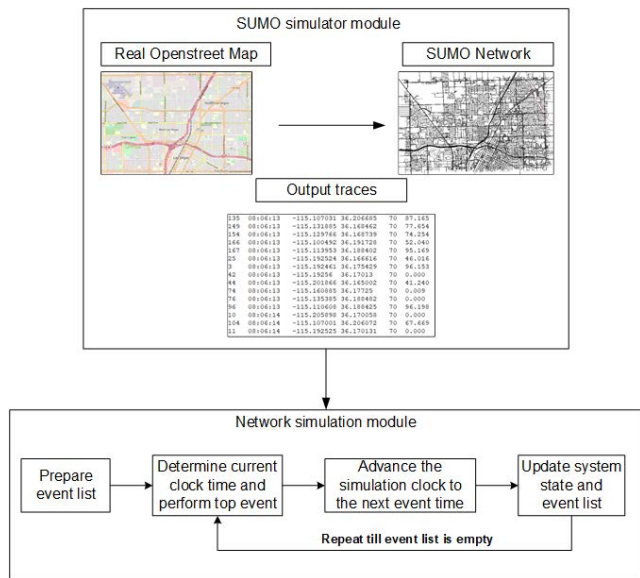 SUMO simulator module
Real Openstreet Map
SUMO Network
Output traces
135 08:06:13 -115.107031 36.206685 70 87.165
149 08:06:13 -115.131885 36.168462 70 77.654
154 08:06:13 -115.129766 36.168739 70 74.254
166 08:06:13 -115.100492 36.191728 70 52.040
167 08:06:13 -115.113953 36.188402 70 95.169
25 08:06:13 -115.192524 36.166616 70 46.016
3 08:06:13 -115.192461 36.175429 70 96.153
42 08:06:13 -115.19256 36.17013 70 0.000
44 08:06:13 -115.201866 36.165002 70 41.240
74 08:06:13 -115.160885 36.17725 70 0.009
76 08:06:13 -115.135385 36.188482 70 0.000
96 08:06:13 -115.110608 36.188425 70 96.198
10 08:06:14 -115.205898 36.170058 70 0.000
104 08:06:14 -115.107001 36.206072 70 67.669
11 08:06:14 -115.192525 36.170131 70 0.000
Network simulation module
Prepare
event list
Determine current
clock time and
perform top event
Advance the
simulation clock to
the next event time
Update system
state and
event list
Repeat till event list is empty